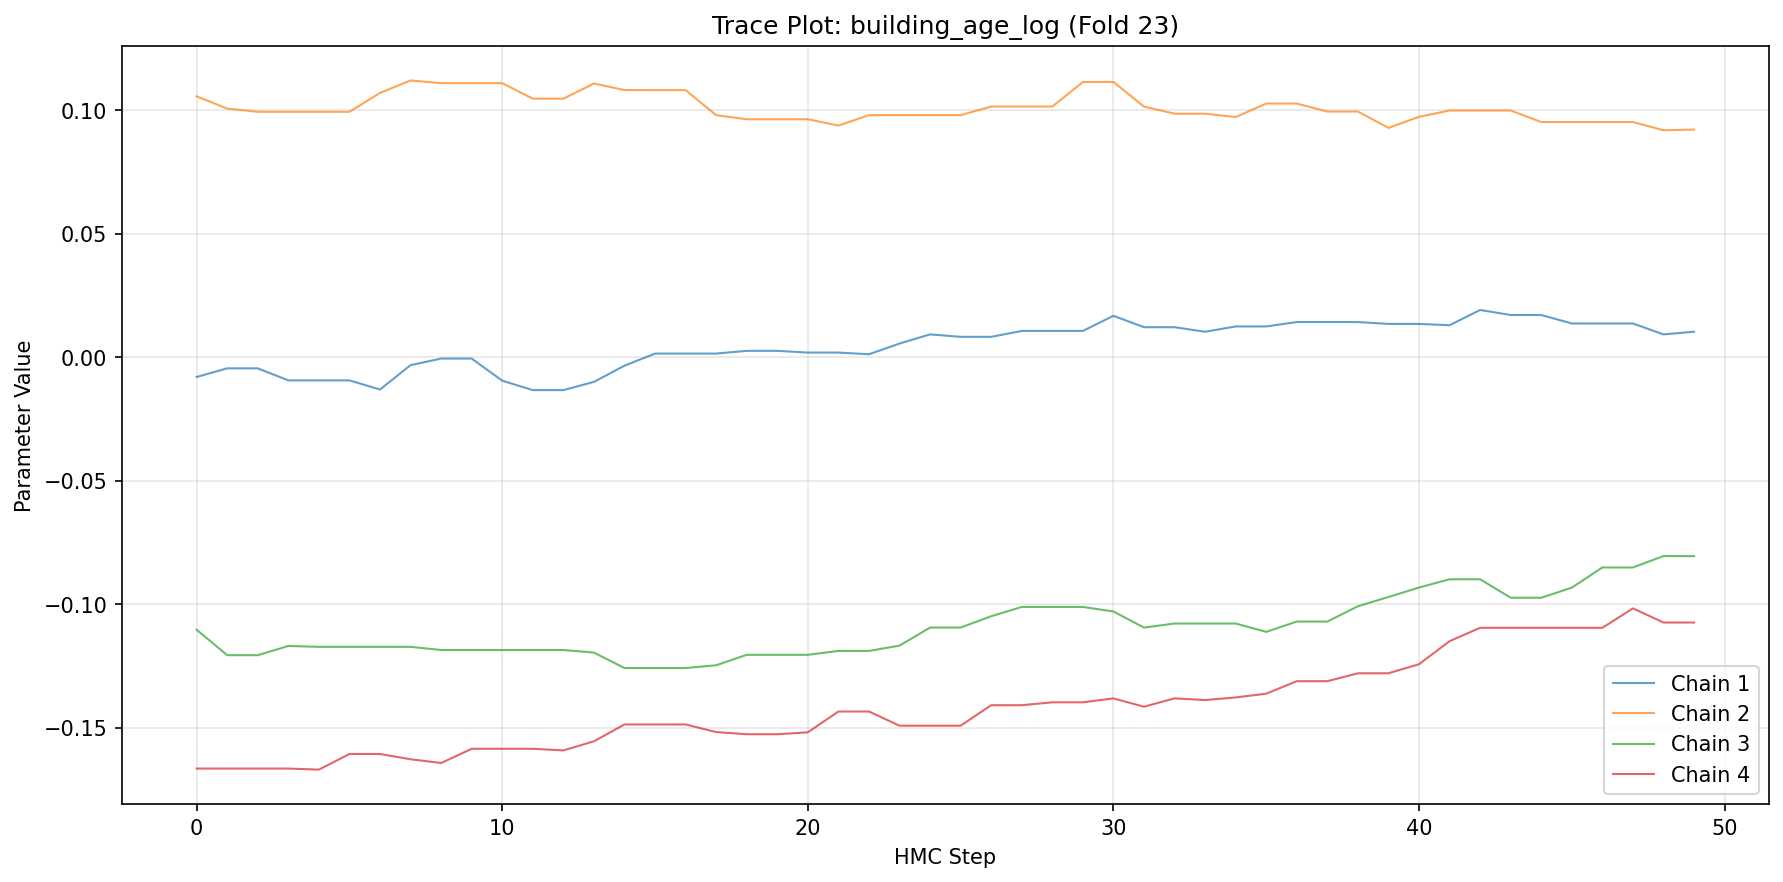 Trace Plot: building_age_log (Fold 23)
Parameter Value
0.10
0.05
0.00
−0.05
−0.10
−0.15
0 10 20 30 40 50
HMC Step
Chain 1
Chain 2
Chain 3
Chain 4